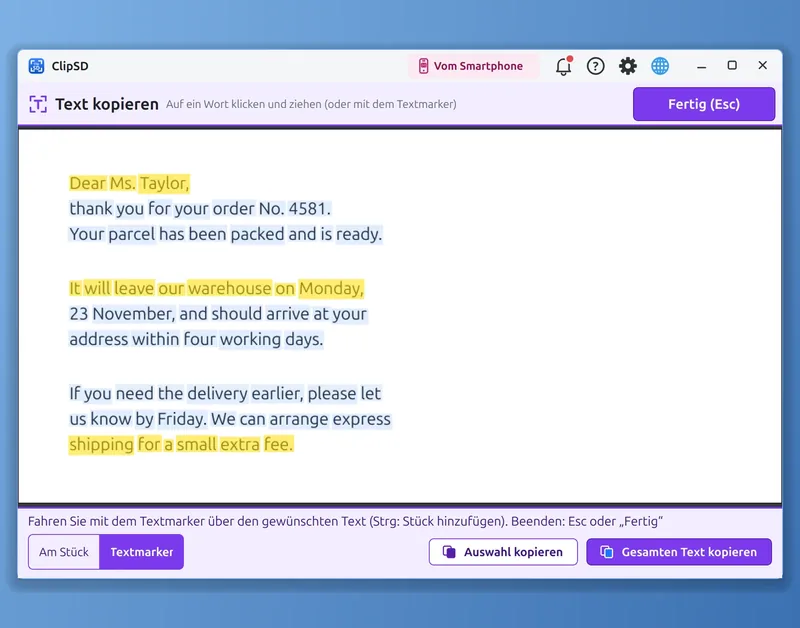 ClipSD
Vom Smartphone
Text kopieren Auf ein Wort klicken und ziehen (oder mit dem Textmarker)
Fertig (Esc)
Dear Ms. Taylor,
thank you for your order No. 4581.
Your parcel has been packed and is ready.
It will leave our warehouse on Monday,
23 November, and should arrive at your
address within four working days.
If you need the delivery earlier, please let
us know by Friday. We can arrange express
shipping for a small extra fee.
Fahren Sie mit dem Textmarker über den gewünschten Text (Strg: Stück hinzufügen). Beenden: Esc oder „Fertig“
Am Stück
Textmarker
Auswahl kopieren
Gesamten Text kopieren